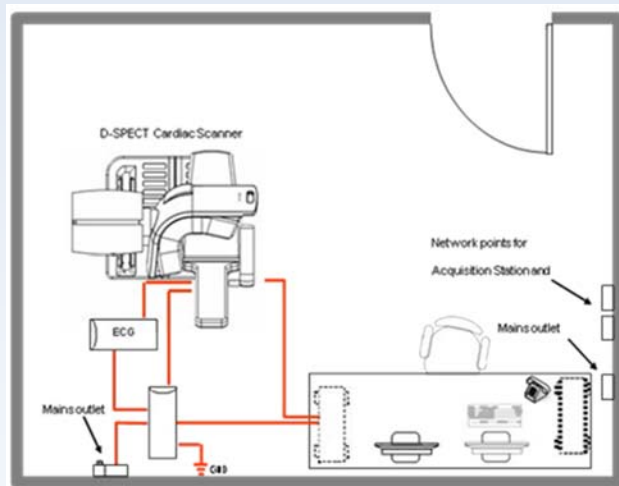 D-SPECT Cardiac Scanner
Network points for
Acquisition Station and
Mains outlet
ECG
Mains outlet
GND